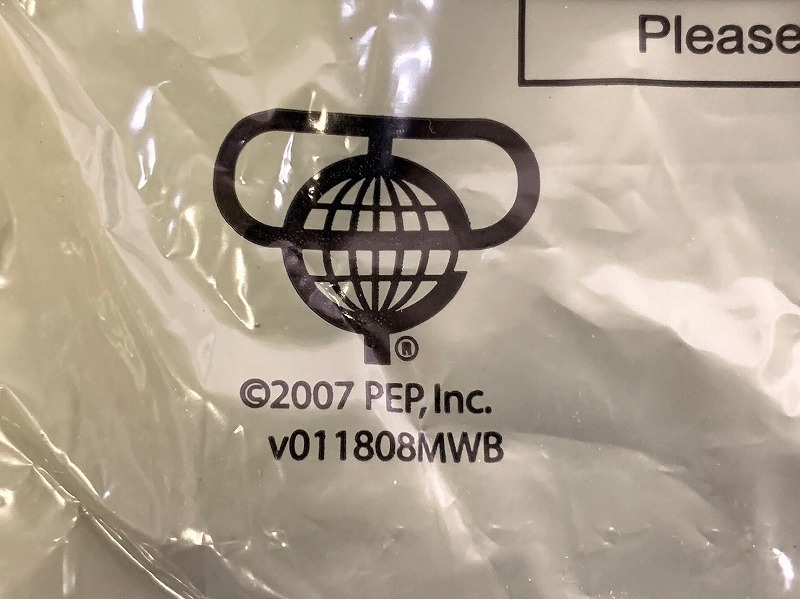 Please
®
©2007 PEP, Inc.
v011808MWB